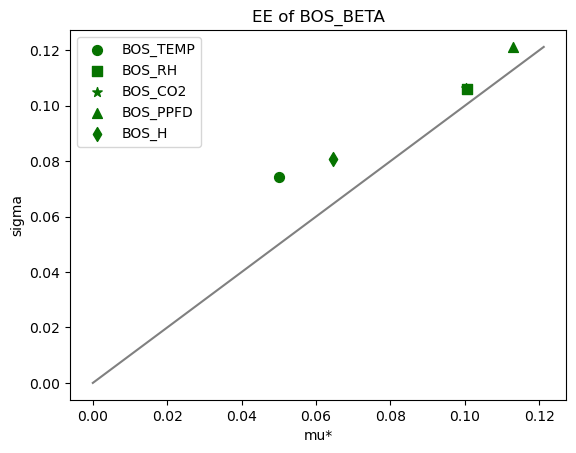 EE of BOS_BETA
BOS_TEMP
BOS_RH
BOS_CO2
BOS_PPFD
BOS_H
sigma
0.12
0.10
0.08
0.06
0.04
0.02
0.00
0.00 0.02 0.04 0.06 0.08 0.10 0.12
mu*